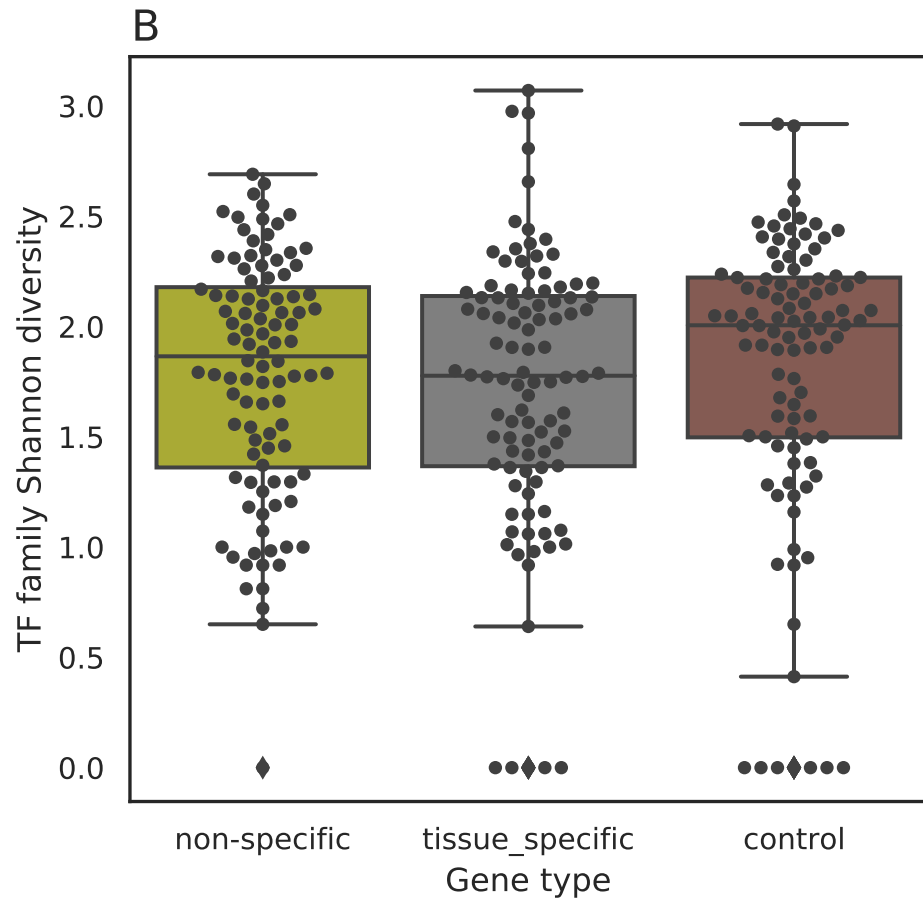 B
TF family Shannon diversity
3.0
2.5
2.0
1.5
1.0
0.5
0.0
non-specific
tissue_specific
control
Gene type